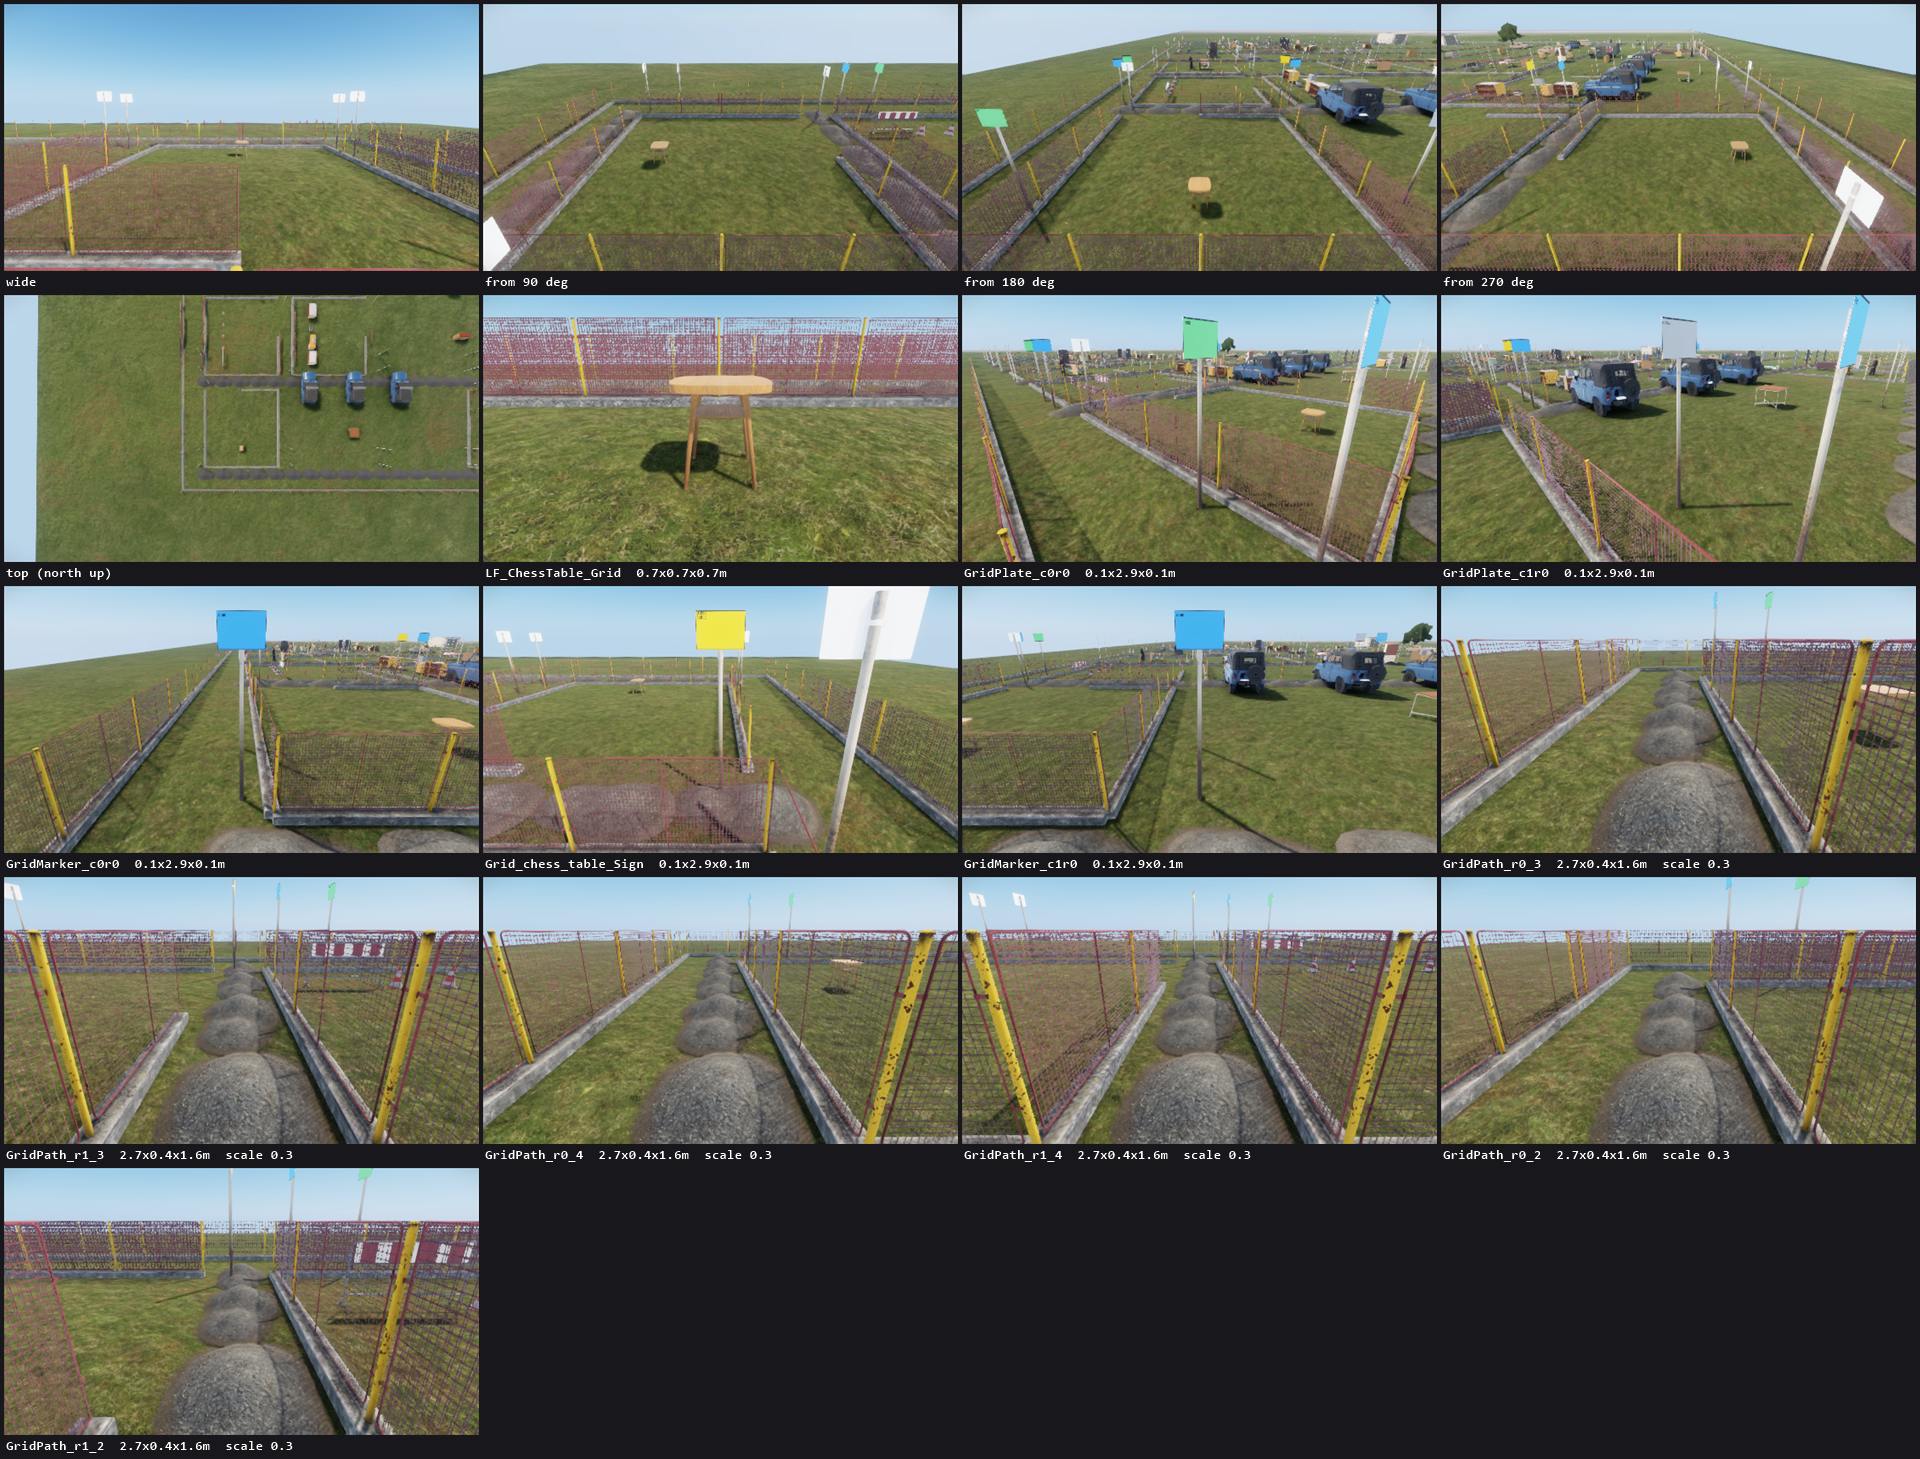 wide
from 90 deg
from 180 deg
from 270 deg
top (north up)
LF_ChessTable_Grid 0.7x0.7x0.7m
GridPlate_c0r0 0.1x2.9x0.1m
GridPlate_c1r0 0.1x2.9x0.1m
GridMarker_c0r0 0.1x2.9x0.1m
Grid_chess_table_Sign 0.1x2.9x0.1m
GridMarker_c1r0 0.1x2.9x0.1m
GridPath_r0_3 2.7x0.4x1.6m scale 0.3
GridPath_r1_3 2.7x0.4x1.6m scale 0.3
GridPath_r0_4 2.7x0.4x1.6m scale 0.3
GridPath_r1_4 2.7x0.4x1.6m scale 0.3
GridPath_r0_2 2.7x0.4x1.6m scale 0.3
GridPath_r1_2 2.7x0.4x1.6m scale 0.3